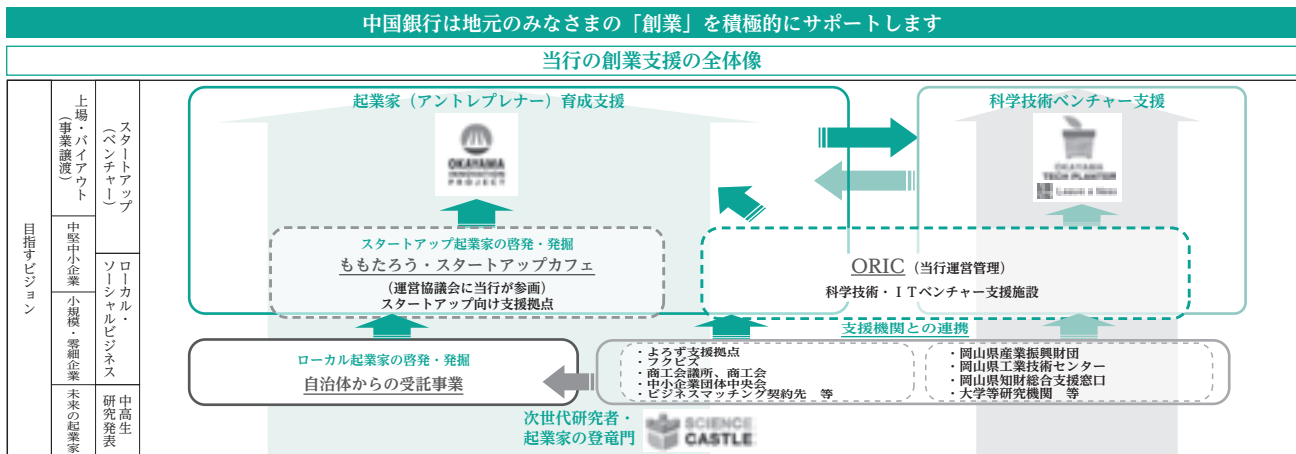 中国銀行は地元のみなさまの「創業」を積極的にサポートします
当行の創業支援の全体像
目指すビジョン
上場・バイアウト
（事業譲渡）
中堅中小企業
小規模・零細企業
未来の起業家
スタートアップ
（ベンチャー）
ローカル・
ソーシャルビジネス
中高生
研究発表
起業家（アントレプレナー）育成支援
OKAYAMA
INNOVATION
PROJECT
科学技術ベンチャー支援
OKAYAMA
TECH PLANTER
Leave a Nest
スタートアップ起業家の啓発・発掘
ももたろう・スタートアップカフェ
（運営協議会に当行が参画）
スタートアップ向け支援拠点
ORIC（当行運営管理）
科学技術・ＩＴベンチャー支援施設
支援機関との連携
ローカル起業家の啓発・発掘
自治体からの受託事業
・よろず支援拠点
・フクビズ
・商工会議所、商工会
・中小企業団体中央会
・ビジネスマッチング契約先　等
・岡山県産業振興財団
・岡山県工業技術センター
・岡山県知財総合支援窓口
・大学等研究機関　等
次世代研究者・
起業家の登竜門
SCIENCE
CASTLE